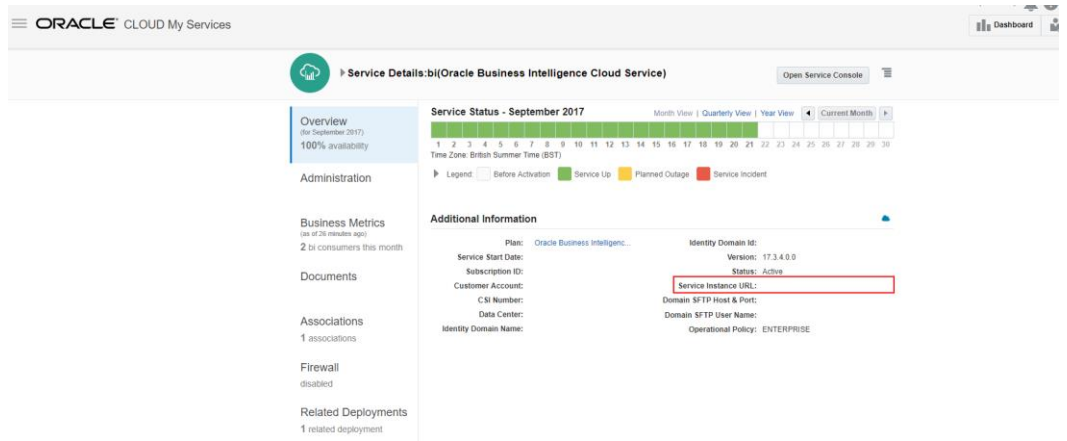 ORACLE CLOUD My Services
Dashboard
Service Details:bi(Oracle Business Intelligence Cloud Service)
Open Service Console
Overview
(for September 2017)
100% availability
Administration
Business Metrics
(as of 26 minutes ago)
2 bi consumers this month
Documents
Associations
1 associations
Firewall
disabled
Related Deployments
1 related deployment
Service Status - September 2017
Month View | Quarterly View | Year View
Current Month
1 2 3 4 5 6 7 8 9 10 11 12 13 14 15 16 17 18 19 20 21 22 23 24 25 26 27 28 29 30
Time Zone: British Summer Time (BST)
Legend: Before Activation Service Up Planned Outage Service Incident
Additional Information
Plan: Oracle Business Intelligenc...
Service Start Date:
Subscription ID:
Customer Account:
CSI Number:
Data Center:
Identity Domain Name:
Identity Domain Id:
Version: 17.3.4.0.0
Status: Active
Service Instance URL:
Domain SFTP Host & Port:
Domain SFTP User Name:
Operational Policy: ENTERPRISE